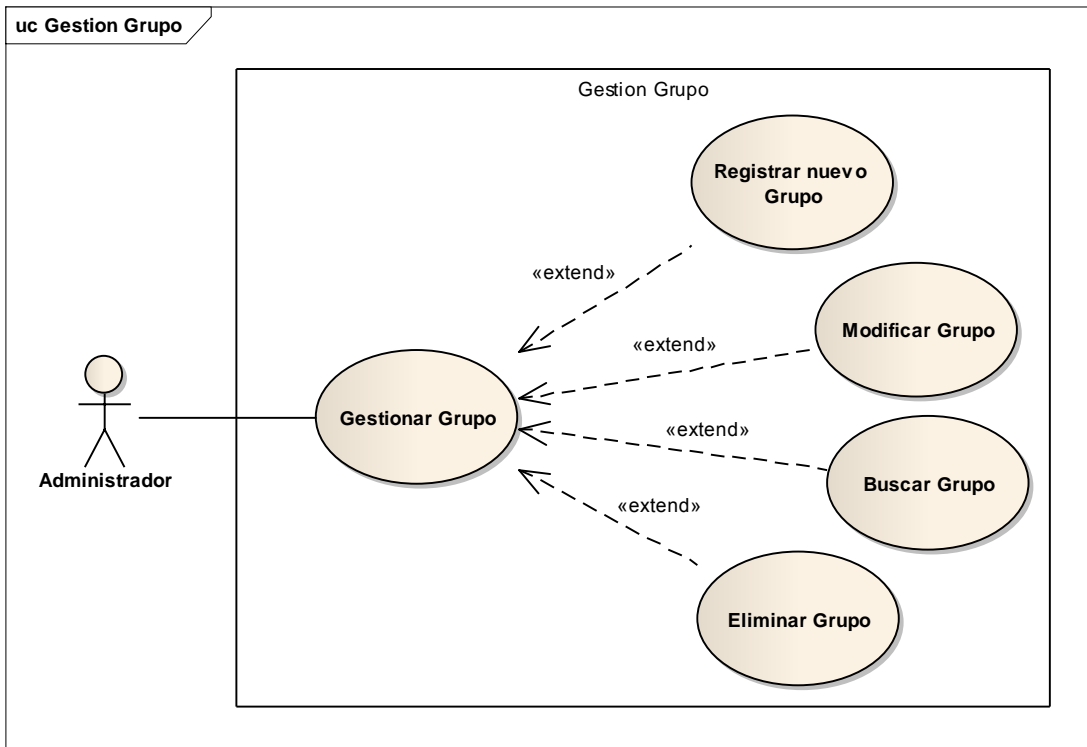 uc Gestion Grupo
Gestion Grupo
Registrar nuevo
Grupo
«extend»
Modificar Grupo
«extend»
Gestionar Grupo
«extend»
Buscar Grupo
Administrador
«extend»
Eliminar Grupo